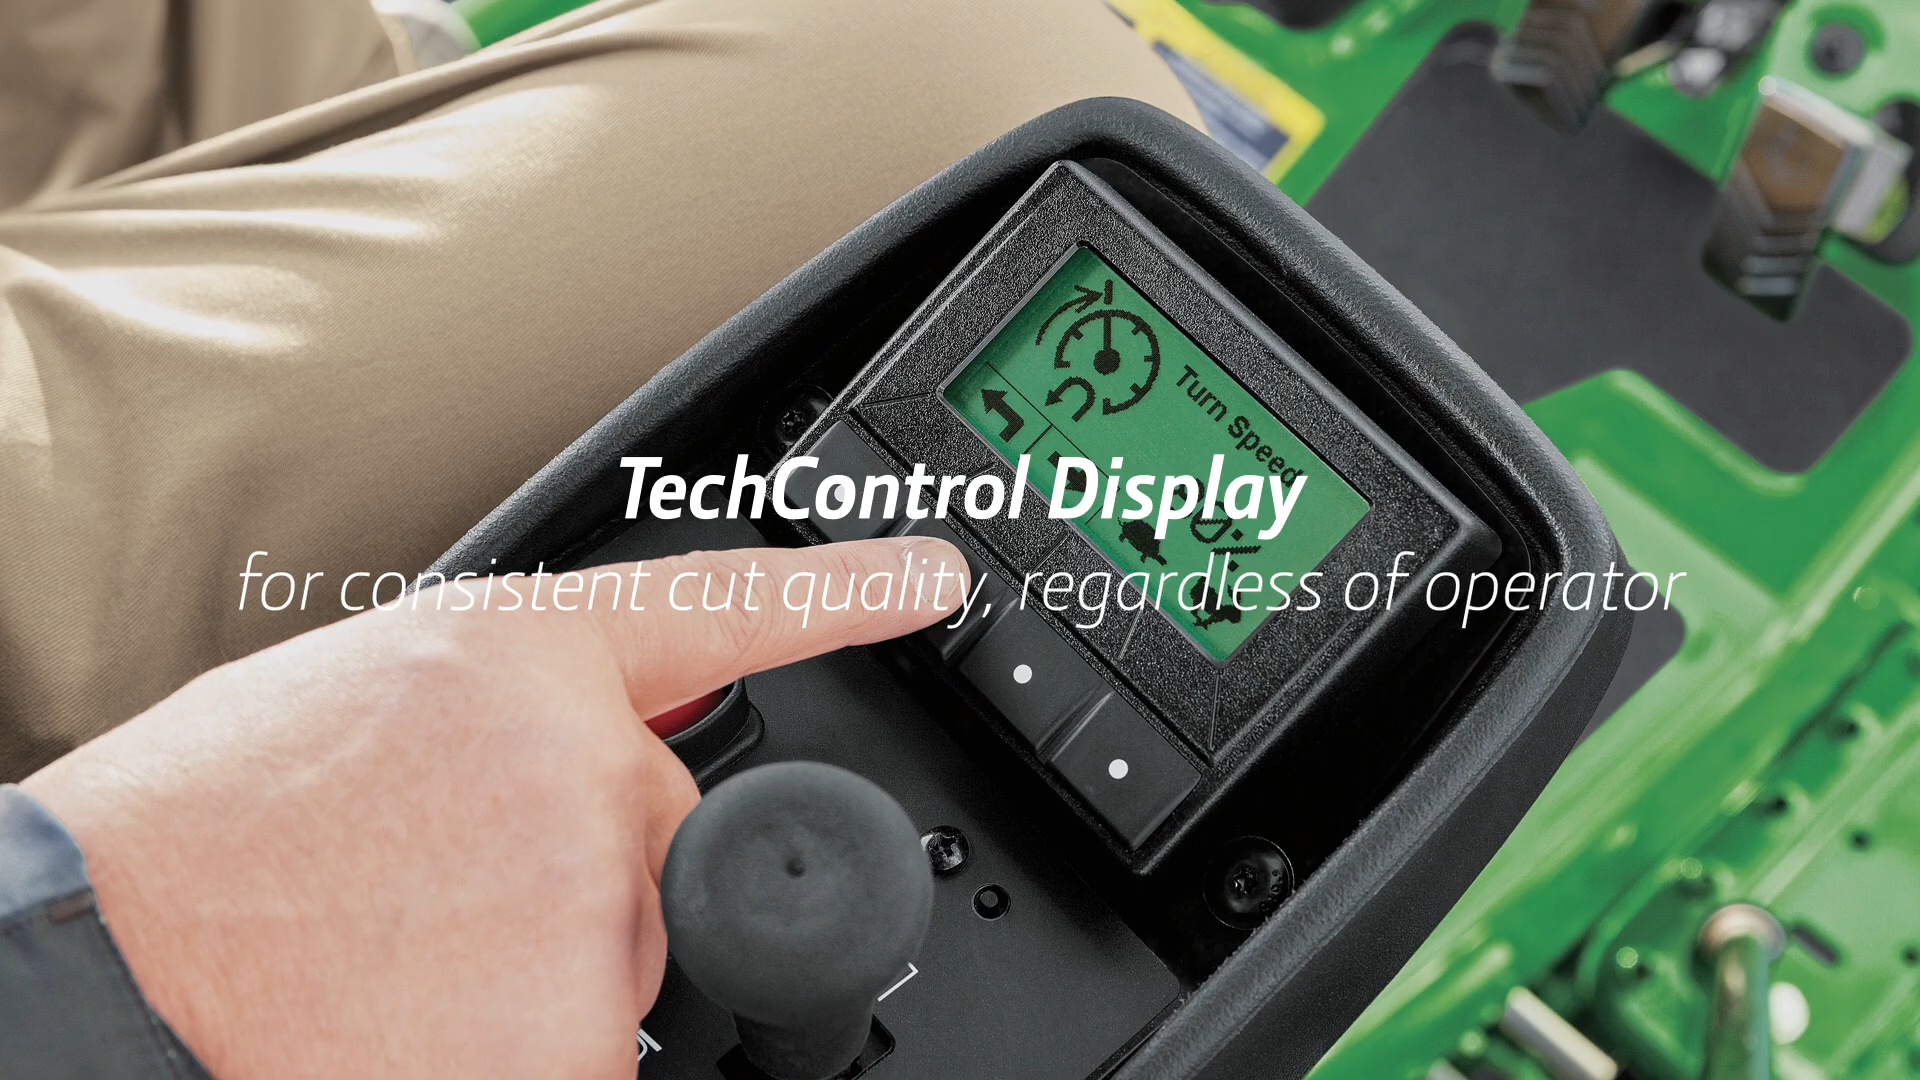 Turn Speed
TechControl Display
for consistent cut quality, regardless of operator